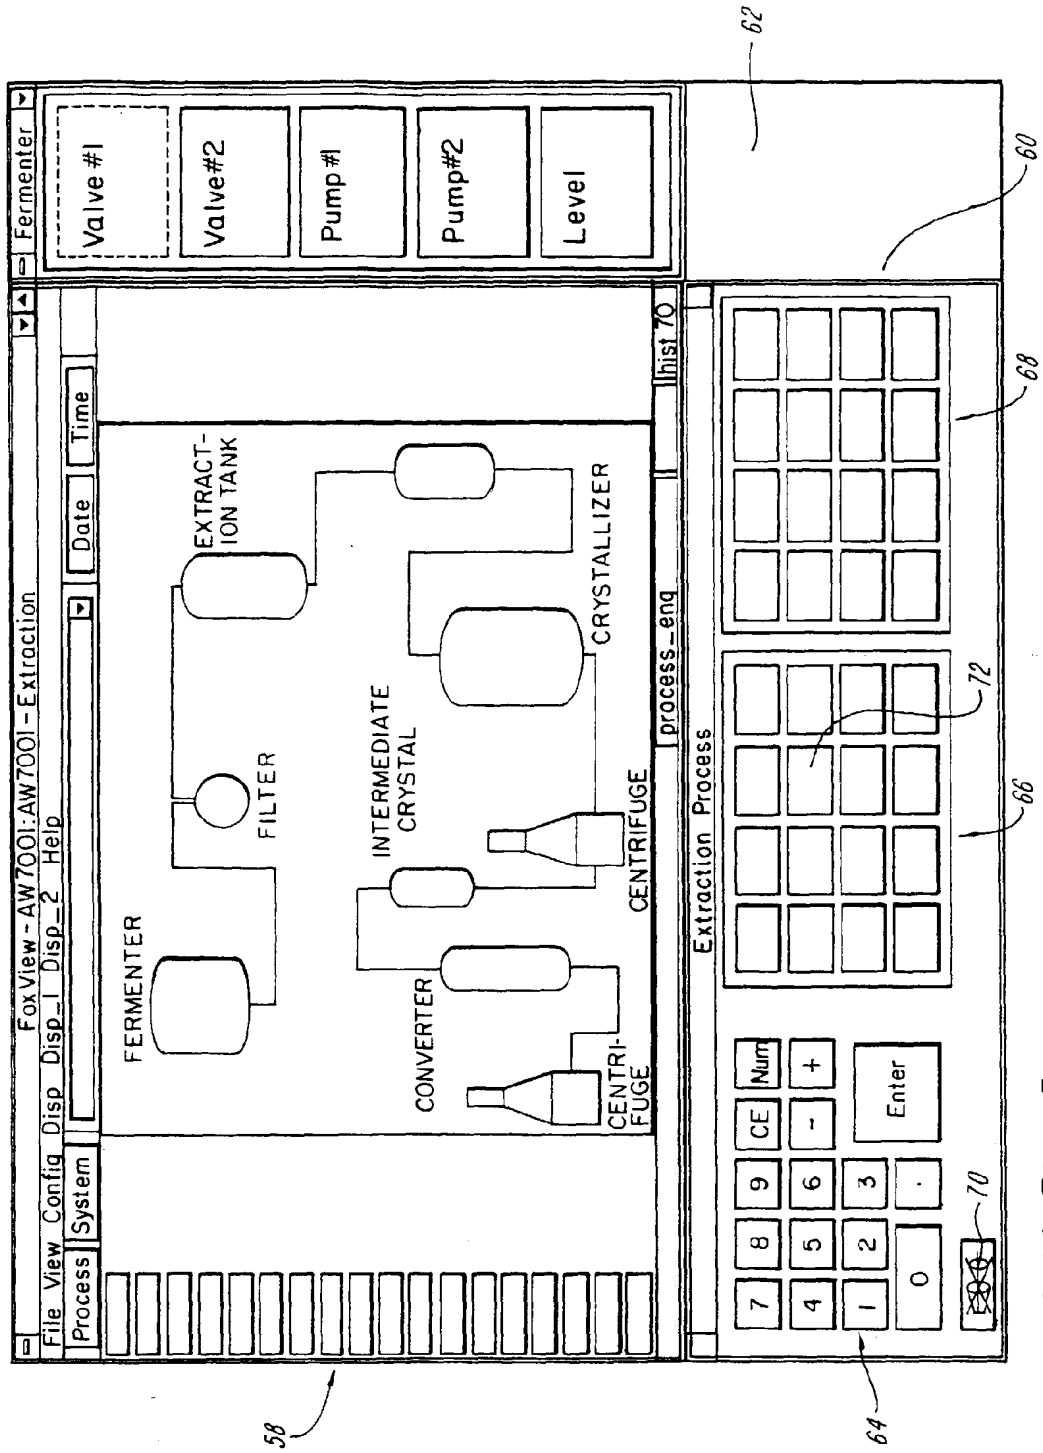 FoxView - AW7001:AW7001 - Extraction
Fermenter
File View Config Disp Disp_1 Disp_2 Help
Process
System
Date
Time
Valve #1
Valve#2
Pump#1
Pump#2
Level
FERMENTER
FILTER
EXTRACT-
ION TANK
CONVERTER
INTERMEDIATE
CRYSTAL
CRYSTALLIZER
CENTRI-
FUGE
CENTRIFUGE
process_eng
hist 70
Extraction Process
7
8
9
CE
Num
4
5
6
-
+
1
2
3
Enter
0
.
58
62
60
64
70
66
72
68